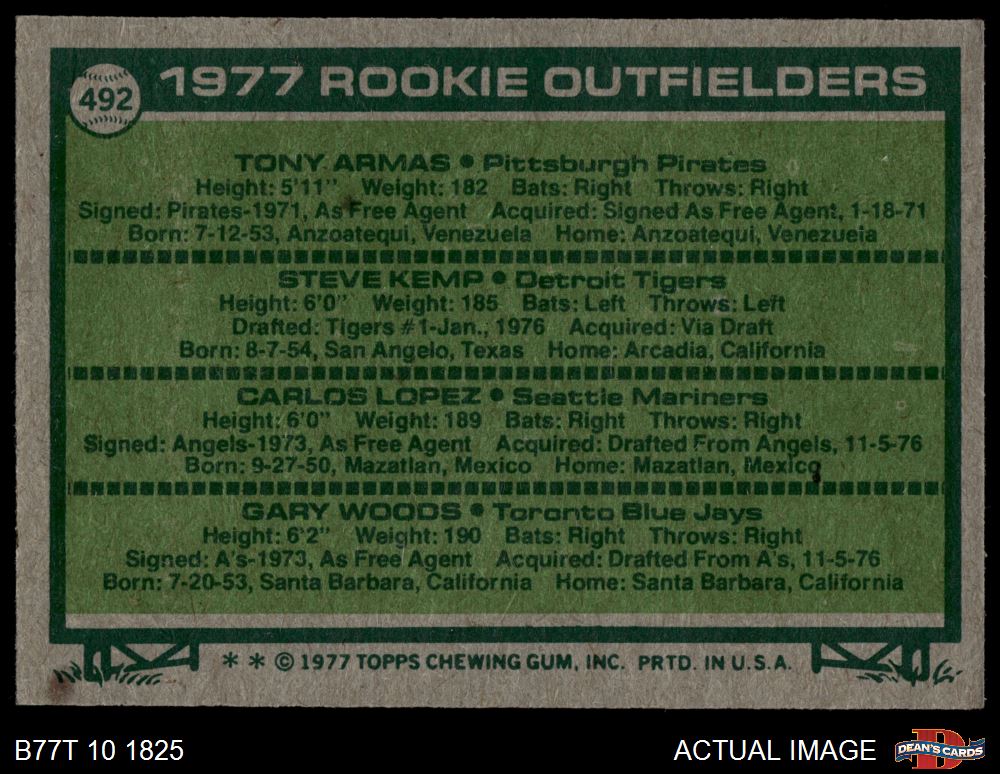 492
1977 ROOKIE OUTFIELDERS
TONY ARMAS • Pittsburgh Pirates
Height: 5'11" Weight: 182 Bats: Right Throws: Right
Signed: Pirates-1971, As Free Agent Acquired: Signed As Free Agent, 1-18-71
Born: 7-12-53, Anzoatequi, Venezuela Home: Anzoatequi, Venezuela
STEVE KEMP • Detroit Tigers
Height: 6'0" Weight: 185 Bats: Left Throws: Left
Drafted: Tigers #1-Jan., 1976 Acquired: Via Draft
Born: 8-7-54, San Angelo, Texas Home: Arcadia, California
CARLOS LOPEZ • Seattle Mariners
Height: 6'0" Weight: 189 Bats: Right Throws: Right
Signed: Angels-1973, As Free Agent Acquired: Drafted From Angels, 11-5-76
Born: 9-27-50, Mazatlan, Mexico Home: Mazatlan, Mexico
GARY WOODS • Toronto Blue Jays
Height: 6'2" Weight: 190 Bats: Right Throws: Right
Signed: A's-1973, As Free Agent Acquired: Drafted From A's, 11-5-76
Born: 7-20-53, Santa Barbara, California Home: Santa Barbara, California
* * © 1977 TOPPS CHEWING GUM, INC. PRTD. IN U.S.A.
B77T 10 1825
ACTUAL IMAGE
DEAN'S CARDS